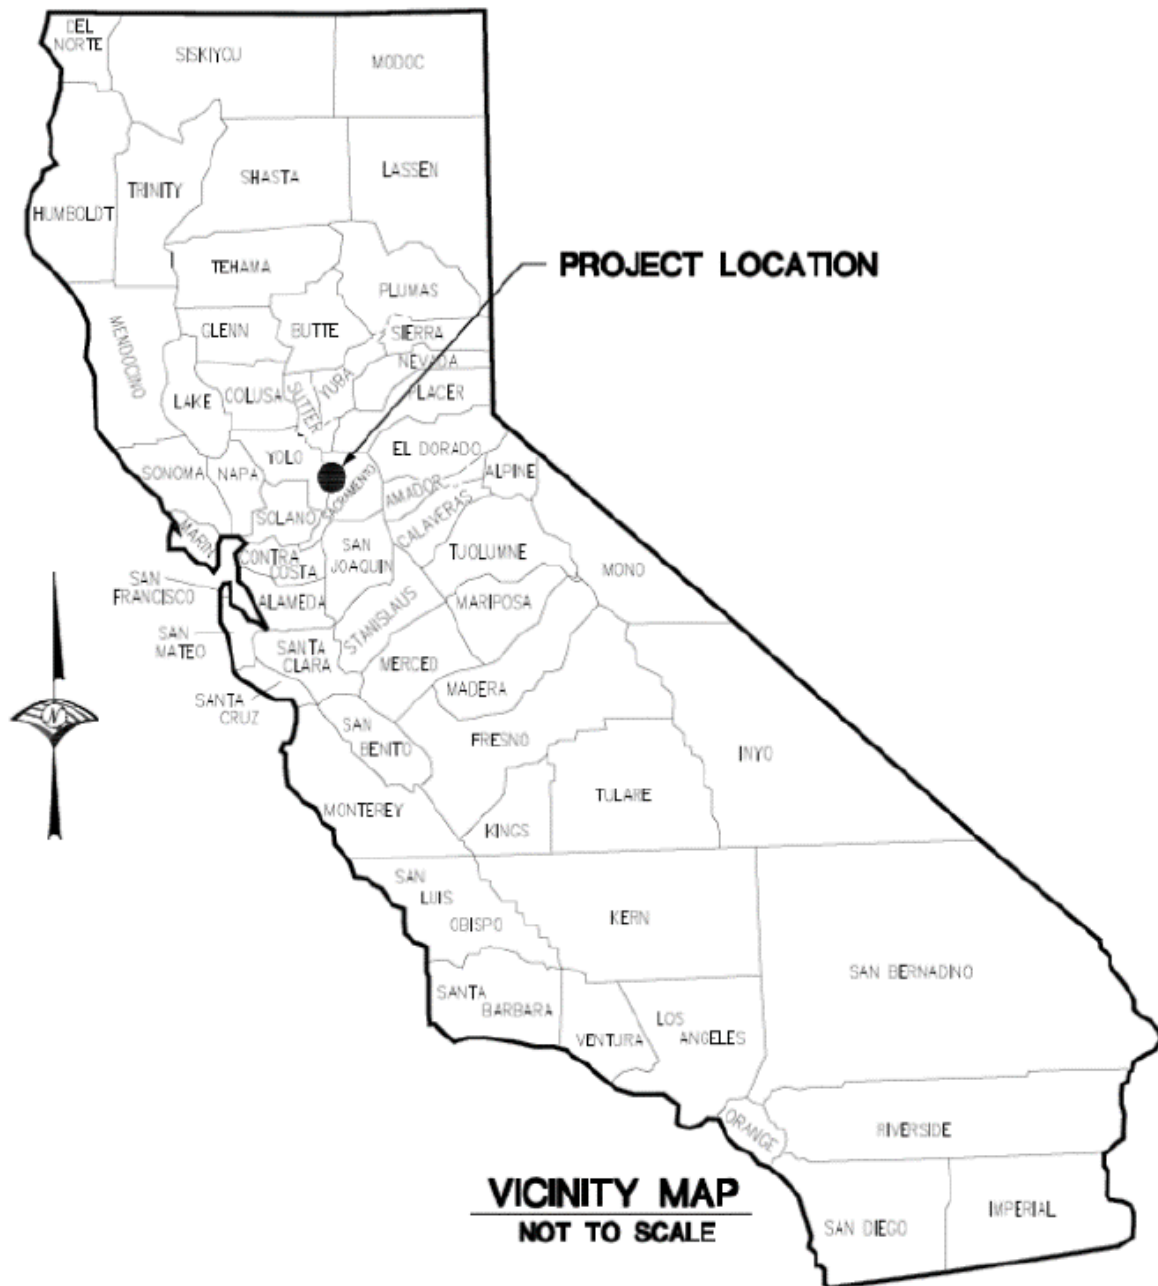 DEL
NORTE
SISKIYOU
MODOC
SHASTA
LASSEN
TRINITY
HUMBOLDT
PROJECT LOCATION
TEHAMA
PLUMAS
MENDOCINO
GLENN
BUTTE
SIERRA
NEVADA
LAKE
COLUSA
SUTTER
YUBA
PLACER
YOLO
EL DORADO
SONOMA
NAPA
SACRAMENTO
AMADOR
ALPINE
SOLANO
CALAVERAS
MARIN
CONTRA
COSTA
SAN
JOAQUIN
TUOLUMNE
MONO
SAN
FRANCISCO
ALAMEDA
STANISLAUS
MARIPOSA
SAN
MATEO
SANTA
CLARA
MERCED
MADERA
SANTA
CRUZ
N
SAN
BENITO
FRESNO
INYO
MONTEREY
KINGS
TULARE
SAN
LUIS
OBISPO
KERN
SAN BERNADINO
SANTA
BARBARA
VENTURA
LOS
ANGELES
ORANGE
RIVERSIDE
VICINITY MAP
NOT TO SCALE
SAN DIEGO
IMPERIAL